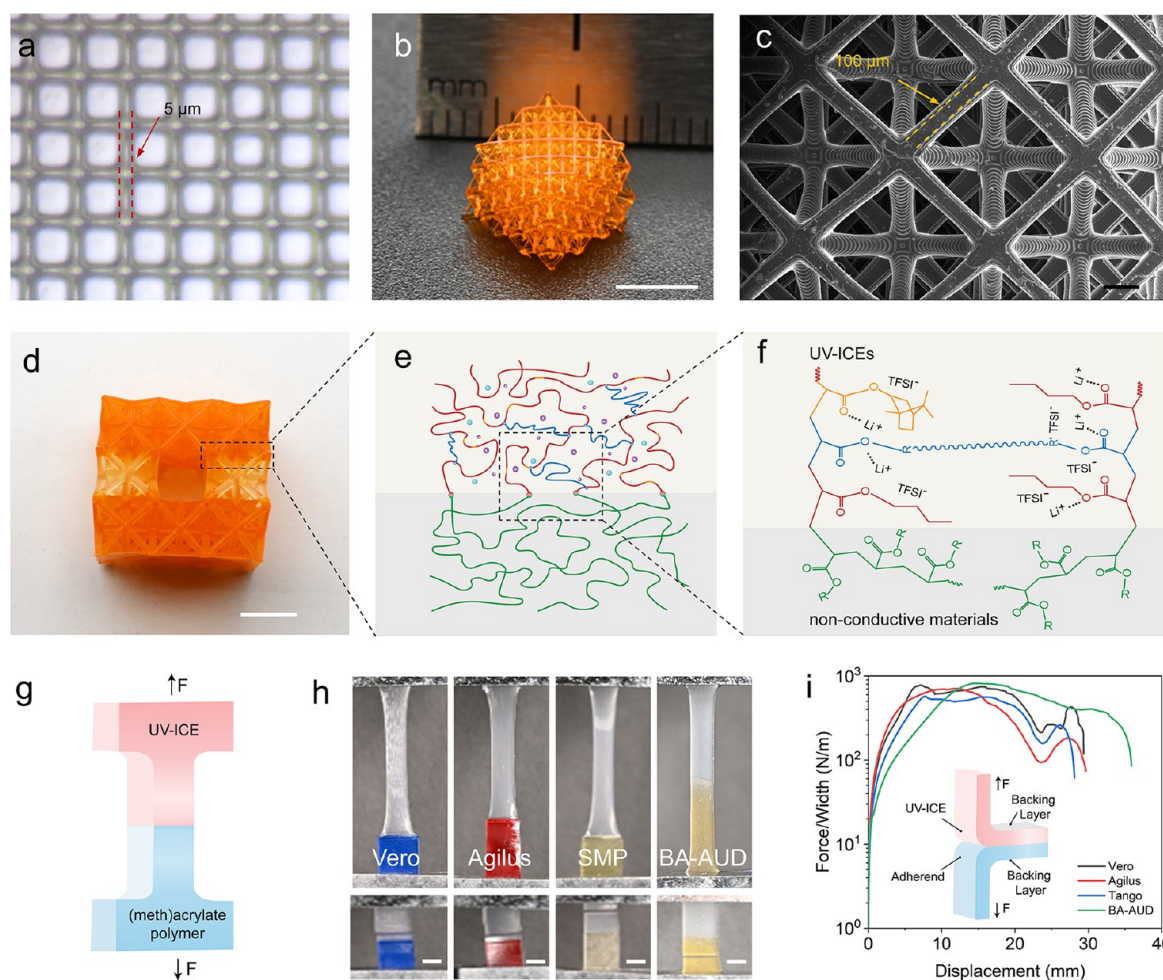 a
5 µm
b
mm
c
100 µm
d
e
f
UV-ICEs
TFSI⁻
O
O
Li⁺
O
O
R
Li⁺
O
O
TFSI⁻
Li⁺
O
O
TFSI⁻
Li⁺
O
R
O
TFSI⁻
TFSI⁻
O
O
Li⁺
R
O
O
O
O
R
O
O
R
R
O
O
O
O
R
O
O
R
non-conductive materials
g
↑F
UV-ICE
(meth)acrylate
polymer
↓F
h
Vero
Agilus
SMP
BA-AUD
i
Force/Width (N/m)
10³
10²
10¹
10⁰
0
10
20
30
40
Displacement (mm)
↑F
UV-ICE
Backing
Layer
Adherend
Backing
Layer
↓F
Vero
Agilus
Tango
BA-AUD